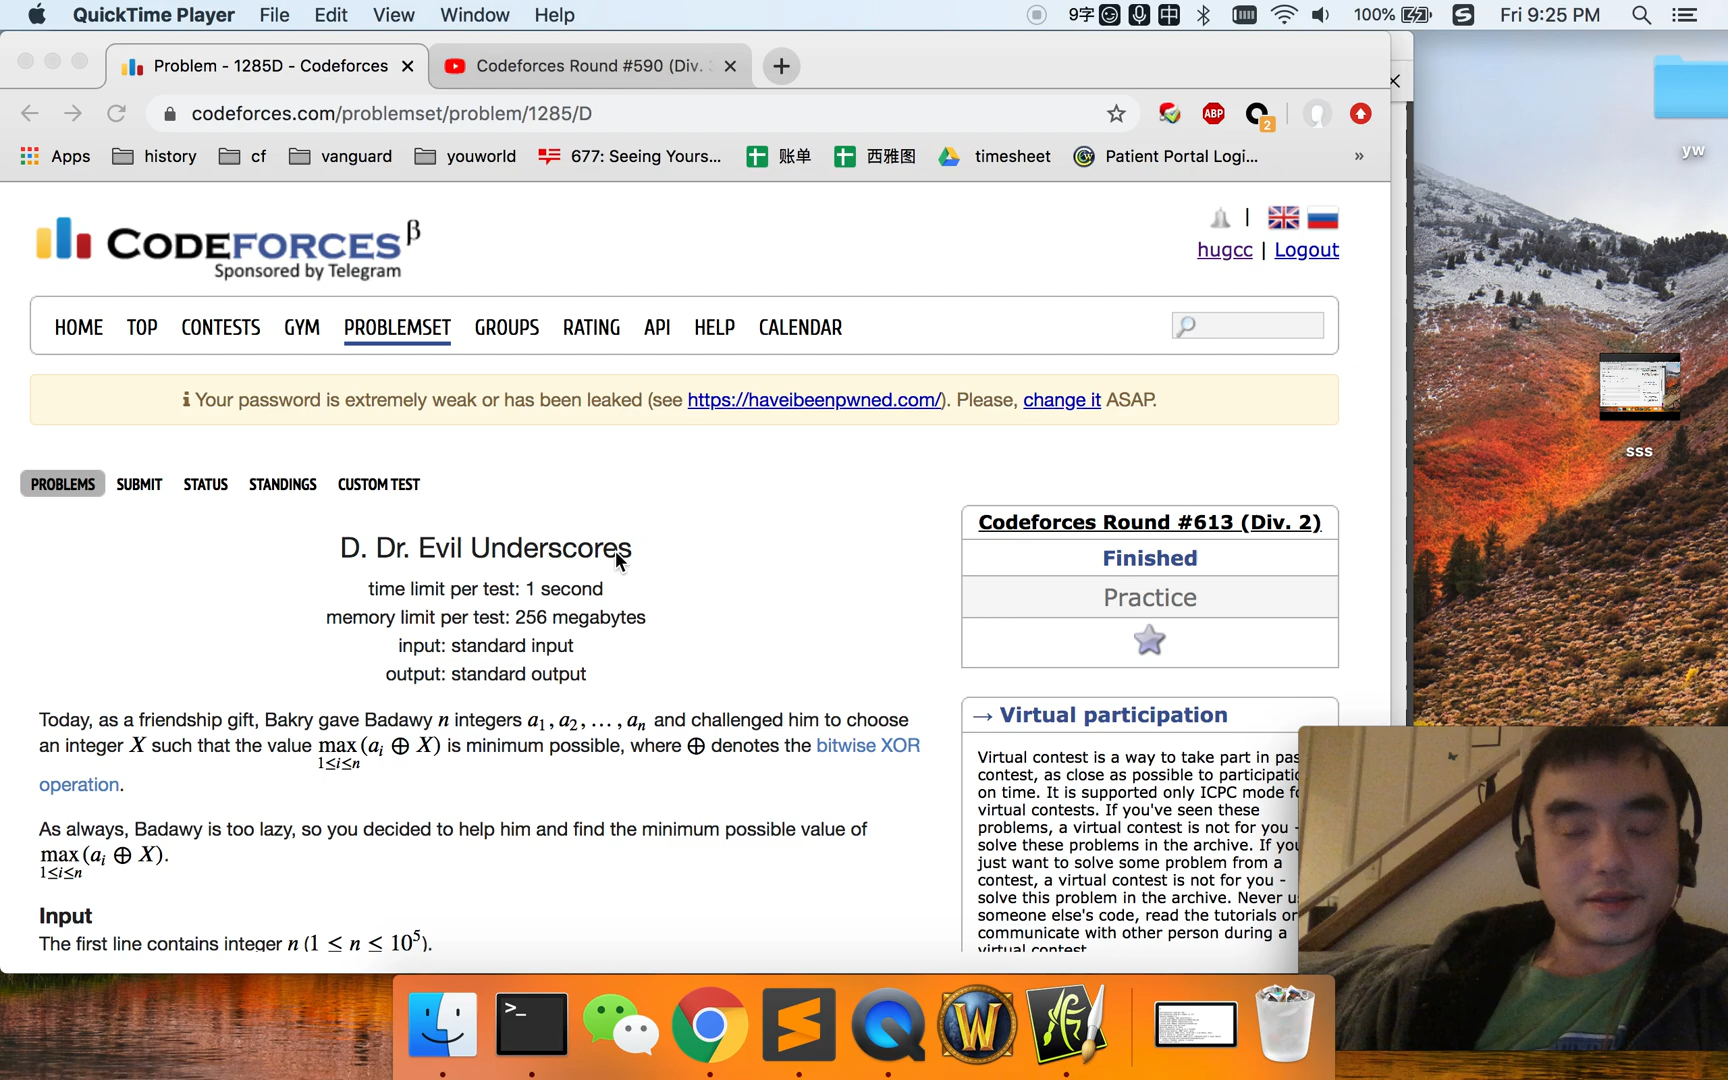 QuickTime Player File Edit View Window Help 9字 中 100% Fri 9:25 PM
Problem - 1285D - Codeforces Codeforces Round #590 (Div.
codeforces.com/problemset/problem/1285/D ABP 2
Apps history cf vanguard youworld 677: Seeing Yours... 账单 西雅图 timesheet Patient Portal Logi... »
yw
CODEFORCES β
Sponsored by Telegram
hugcc | Logout
HOME TOP CONTESTS GYM PROBLEMSET GROUPS RATING API HELP CALENDAR
Your password is extremely weak or has been leaked (see https://haveibeenpwned.com/). Please, change it ASAP.
sss
PROBLEMS SUBMIT STATUS STANDINGS CUSTOM TEST
D. Dr. Evil Underscores
time limit per test: 1 second
memory limit per test: 256 megabytes
input: standard input
output: standard output
Today, as a friendship gift, Bakry gave Badawy n integers a1, a2, …, an and challenged him to choose
an integer X such that the value max (ai ⊕ X) is minimum possible, where ⊕ denotes the bitwise XOR
1≤i≤n
operation.
As always, Badawy is too lazy, so you decided to help him and find the minimum possible value of
max (ai ⊕ X).
1≤i≤n
Input
The first line contains integer n (1 ≤ n ≤ 10^5).
Codeforces Round #613 (Div. 2)
Finished
Practice
→ Virtual participation
Virtual contest is a way to take part in pas
contest, as close as possible to participatio
on time. It is supported only ICPC mode fo
virtual contests. If you've seen these
problems, a virtual contest is not for you -
solve these problems in the archive. If you
just want to solve some problem from a
contest, a virtual contest is not for you -
solve this problem in the archive. Never u
someone else's code, read the tutorials or
communicate with other person during a
virtual contest